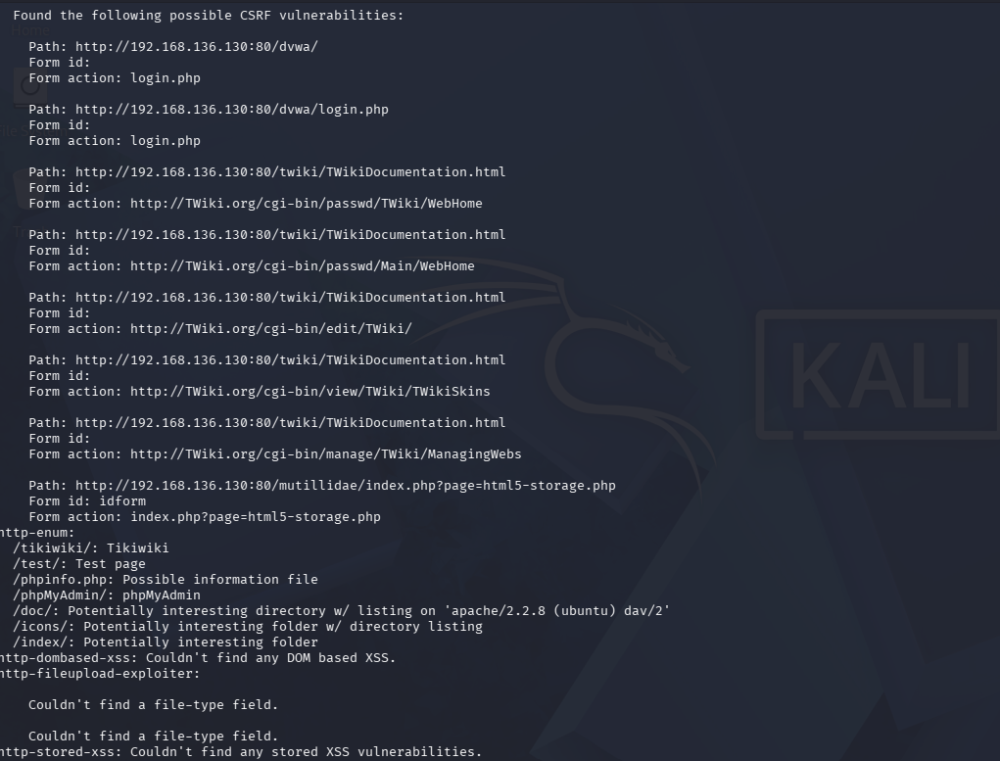 Found the following possible CSRF vulnerabilities:
Path: http://192.168.136.130:80/dvwa/
Form id:
Form action: login.php
Path: http://192.168.136.130:80/dvwa/login.php
Form id:
Form action: login.php
Path: http://192.168.136.130:80/twiki/TWikiDocumentation.html
Form id:
Form action: http://TWiki.org/cgi-bin/passwd/TWiki/WebHome
Path: http://192.168.136.130:80/twiki/TWikiDocumentation.html
Form id:
Form action: http://TWiki.org/cgi-bin/passwd/Main/WebHome
Path: http://192.168.136.130:80/twiki/TWikiDocumentation.html
Form id:
Form action: http://TWiki.org/cgi-bin/edit/TWiki/
Path: http://192.168.136.130:80/twiki/TWikiDocumentation.html
Form id:
Form action: http://TWiki.org/cgi-bin/view/TWiki/TWikiSkins
Path: http://192.168.136.130:80/twiki/TWikiDocumentation.html
Form id:
Form action: http://TWiki.org/cgi-bin/manage/TWiki/ManagingWebs
Path: http://192.168.136.130:80/mutillidae/index.php?page=html5-storage.php
Form id: idform
Form action: index.php?page=html5-storage.php
http-enum:
/tikiwiki/: Tikiwiki
/test/: Test page
/phpinfo.php: Possible information file
/phpMyAdmin/: phpMyAdmin
/doc/: Potentially interesting directory w/ listing on 'apache/2.2.8 (ubuntu) dav/2'
/icons/: Potentially interesting folder w/ directory listing
/index/: Potentially interesting folder
http-dombased-xss: Couldn't find any DOM based XSS.
http-fileupload-exploiter:
Couldn't find a file-type field.
Couldn't find a file-type field.
http-stored-xss: Couldn't find any stored XSS vulnerabilities.
KALI
Home